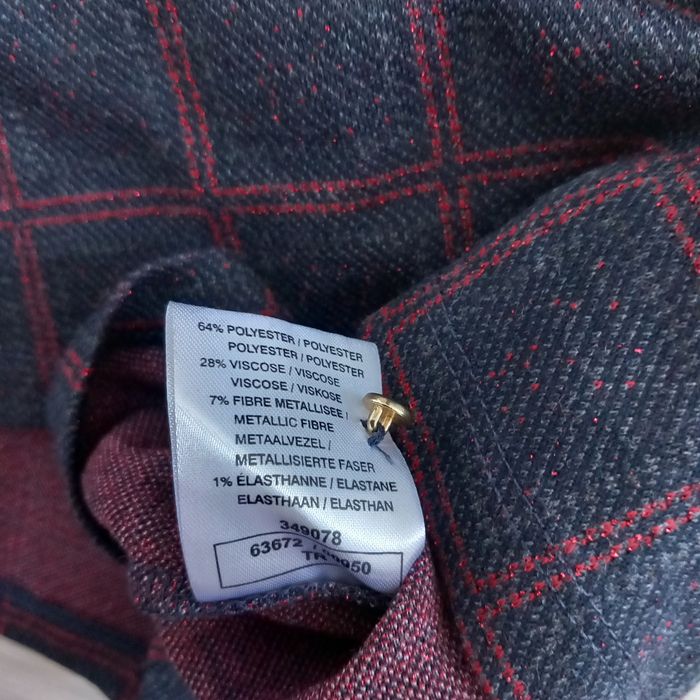 64% POLYESTER / POLYESTER
POLYESTER / POLYESTER
28% VISCOSE / VISCOSE
VISCOSE / VISKOSE
7% FIBRE METALLISEE /
METALLIC FIBRE
METAALVEZEL /
METALLISIERTE FASER
1% ÉLASTHANNE / ELASTANE
ELASTHAAN / ELASTHAN
349078
63672 /
TR